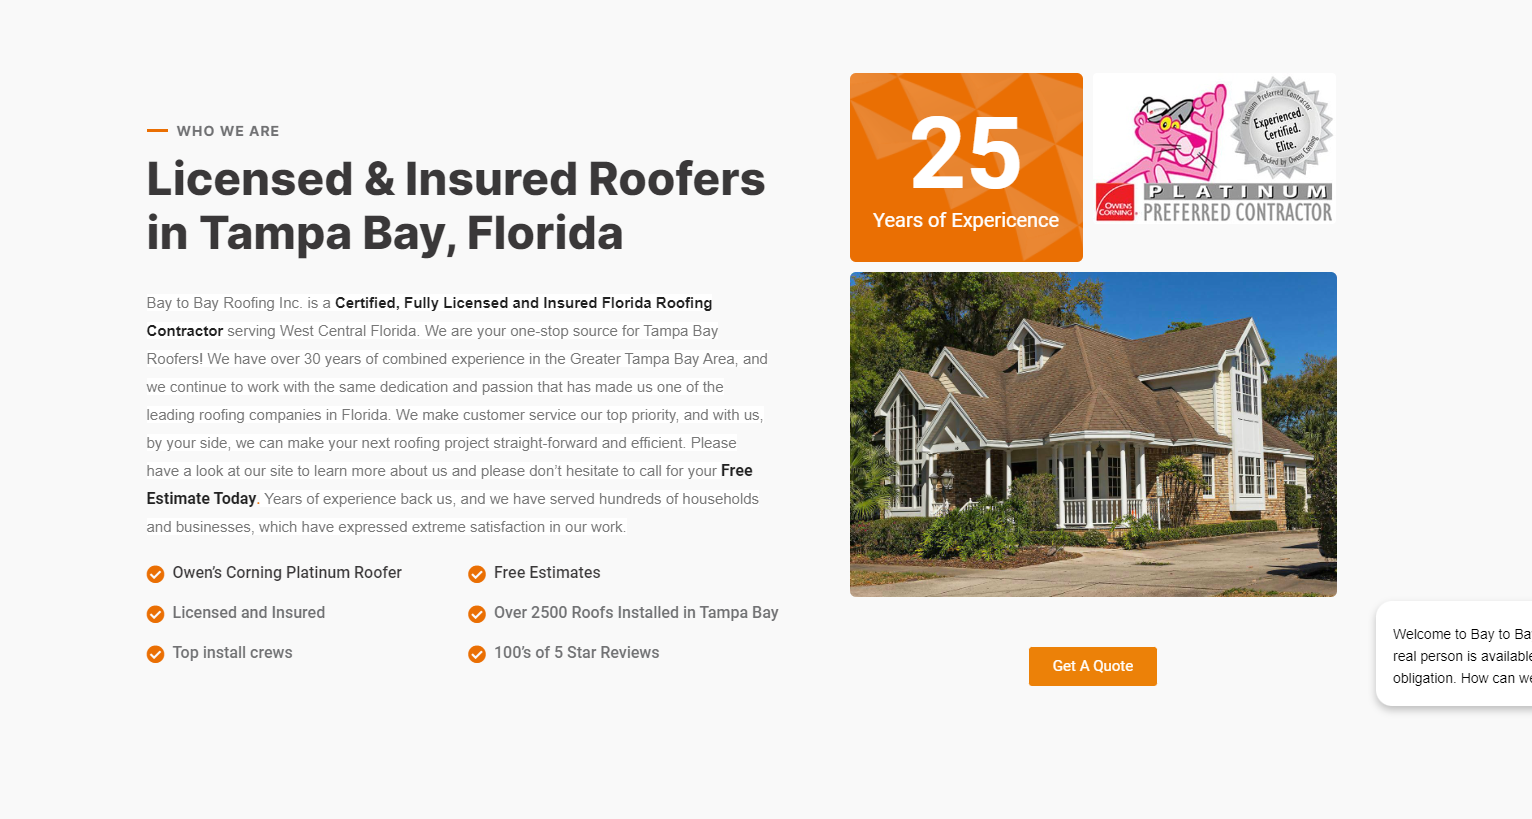 WHO WE ARE
Licensed & Insured Roofers
in Tampa Bay, Florida
Bay to Bay Roofing Inc. is a Certified, Fully Licensed and Insured Florida Roofing
Contractor serving West Central Florida. We are your one-stop source for Tampa Bay
Roofers! We have over 30 years of combined experience in the Greater Tampa Bay Area, and
we continue to work with the same dedication and passion that has made us one of the
leading roofing companies in Florida. We make customer service our top priority, and with us,
by your side, we can make your next roofing project straight-forward and efficient. Please
have a look at our site to learn more about us and please don’t hesitate to call for your Free
Estimate Today. Years of experience back us, and we have served hundreds of households
and businesses, which have expressed extreme satisfaction in our work.
Owen’s Corning Platinum Roofer
Free Estimates
Licensed and Insured
Over 2500 Roofs Installed in Tampa Bay
Top install crews
100’s of 5 Star Reviews
25
Years of Expericence
Platinum Preferred Contractor
Experienced.
Certified.
Elite.
Backed by Owens Corning
OWENS
CORNING
PLATINUM
PREFERRED CONTRACTOR
Get A Quote
Welcome to Bay to Ba
real person is available
obligation. How can we